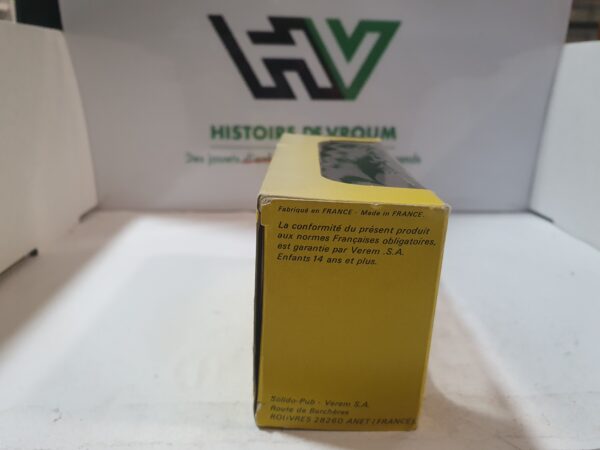 HV
HISTOIRE DE VROUM
Fabriqué en FRANCE - Made in FRANCE.
La conformité du présent produit
aux normes Françaises obligatoires,
est garantie par Verem .S.A.
Enfants 14 ans et plus.
Solido-Pub - Verem S.A.
Route de Berchères
ROUVRES 28260 ANET (FRANCE)